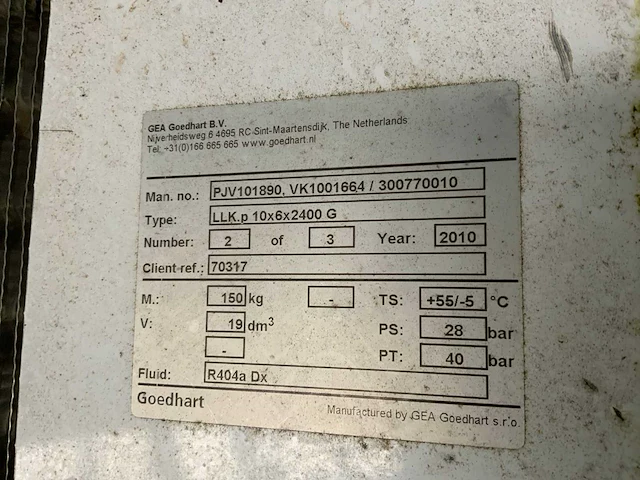 GEA Goedhart B.V.
Nijverheidsweg 6 4695 RC Sint-Maartensdijk, The Netherlands
Tel: +31(0)166 665 665 www.goedhart.nl
Man. no.: PJV101890, VK100166,4 / 300770010
Type: LLK.p 10x6x2400 G
Number: 2 of 3 Year: 2010
Client ref.: 70317
M.: 150 kg - TS: +55/-5 °C
V: 19 dm³ PS: 28 bar
- PT: 40 bar
Fluid: R404a Dx
Goedhart Manufactured by GEA Goedhart s.r.o.